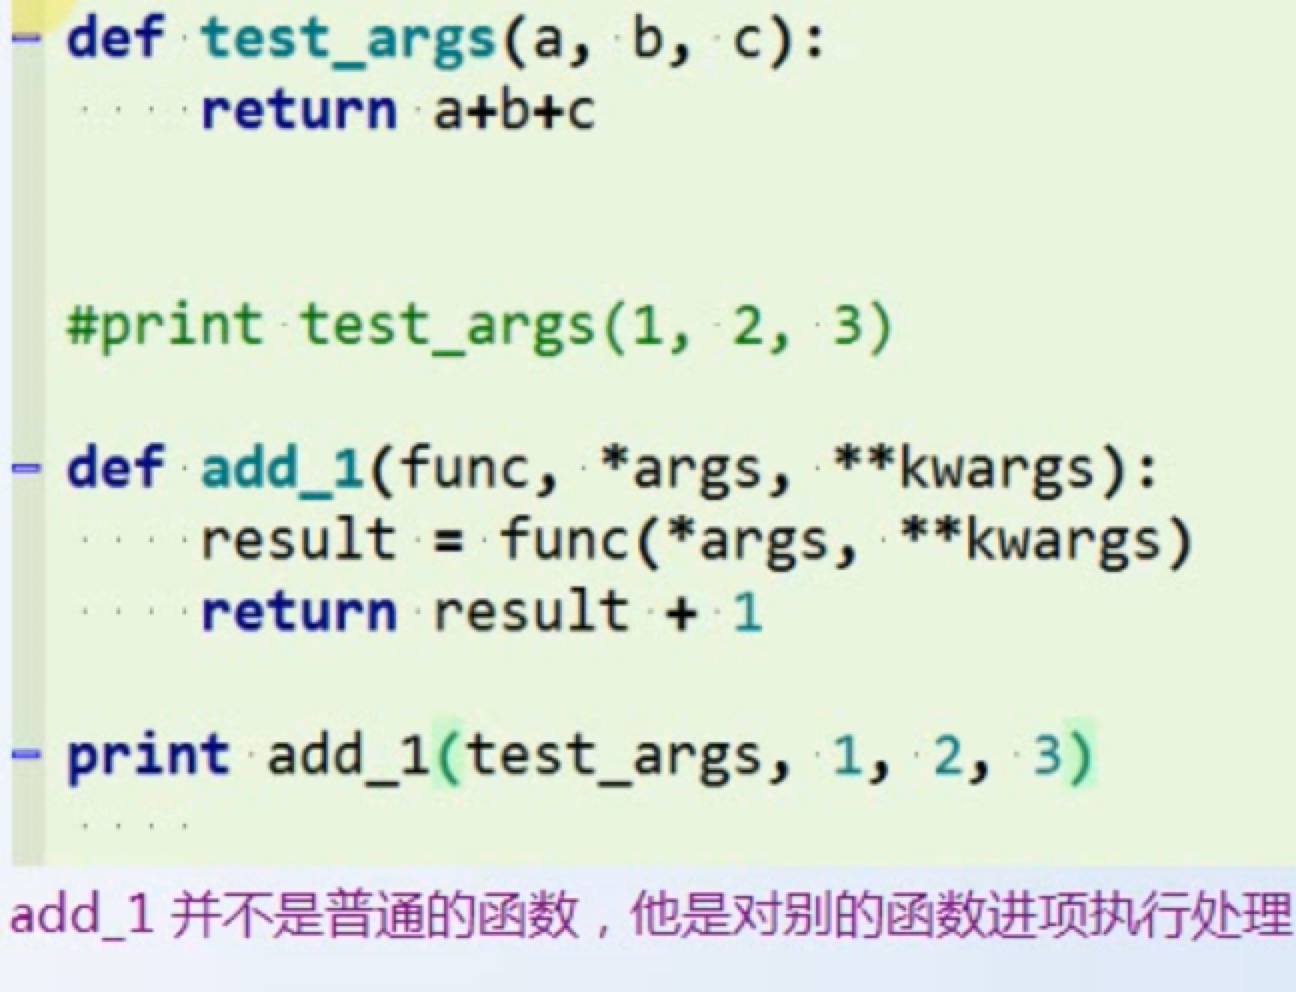 def test_args(a, b, c):
    return a+b+c
#print test_args(1, 2, 3)
def add_1(func, *args, **kwargs):
    result = func(*args, **kwargs)
    return result + 1
print add_1(test_args, 1, 2, 3)
add_1 并不是普通的函数，他是对别的函数进项执行处理